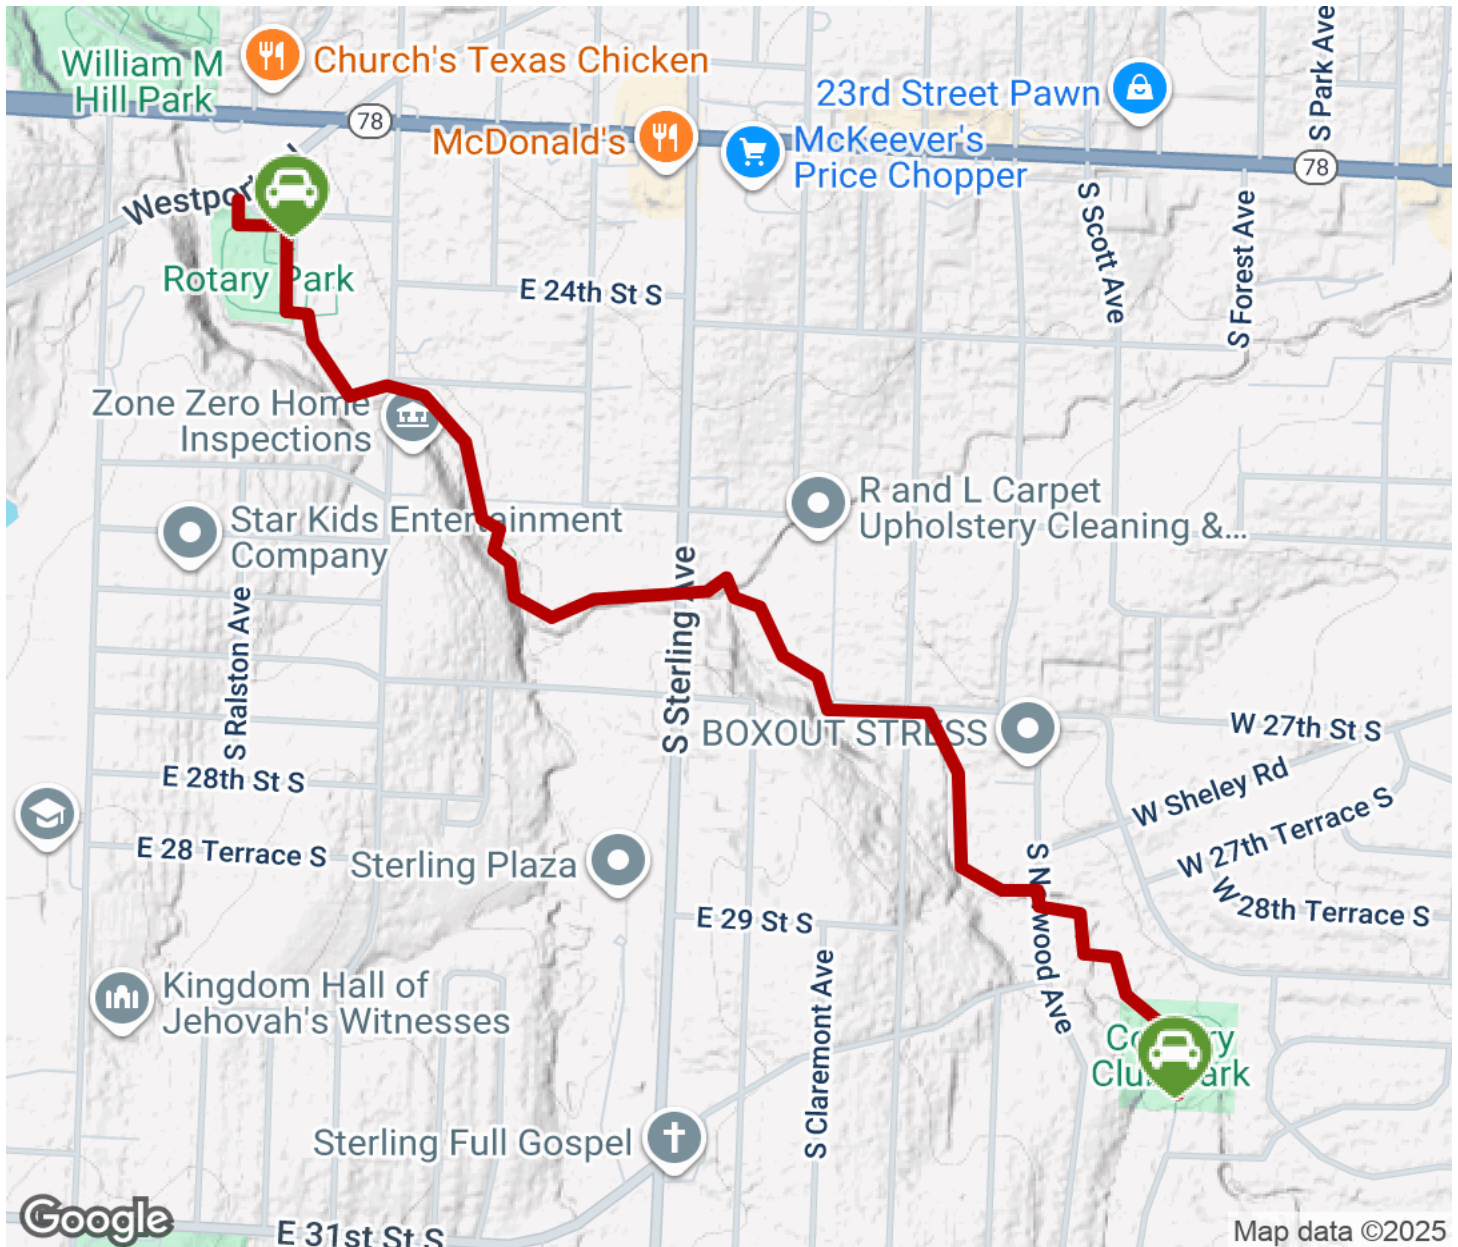 William M
Hill Park
Church's Texas Chicken
78
McDonald's
23rd Street Pawn
McKeever's
Price Chopper
S Park Ave
78
Rotary Park
E 24th St S
S Scott Ave
S Forest Ave
Zone Zero Home
Inspections
Star Kids Entertainment
Company
R and L Carpet
Upholstery Cleaning &...
S Ralston Ave
S Sterling Ave
BOXOUT STRESS
W 27th St S
W Sheley Rd
W 27th Terrace S
W 28th Terrace S
E 28th St S
E 28 Terrace S
Sterling Plaza
E 29 St S
S Claremont Ave
Kingdom Hall of
Jehovah's Witnesses
Sterling Full Gospel
E 31st St S
Google
Map data ©2025